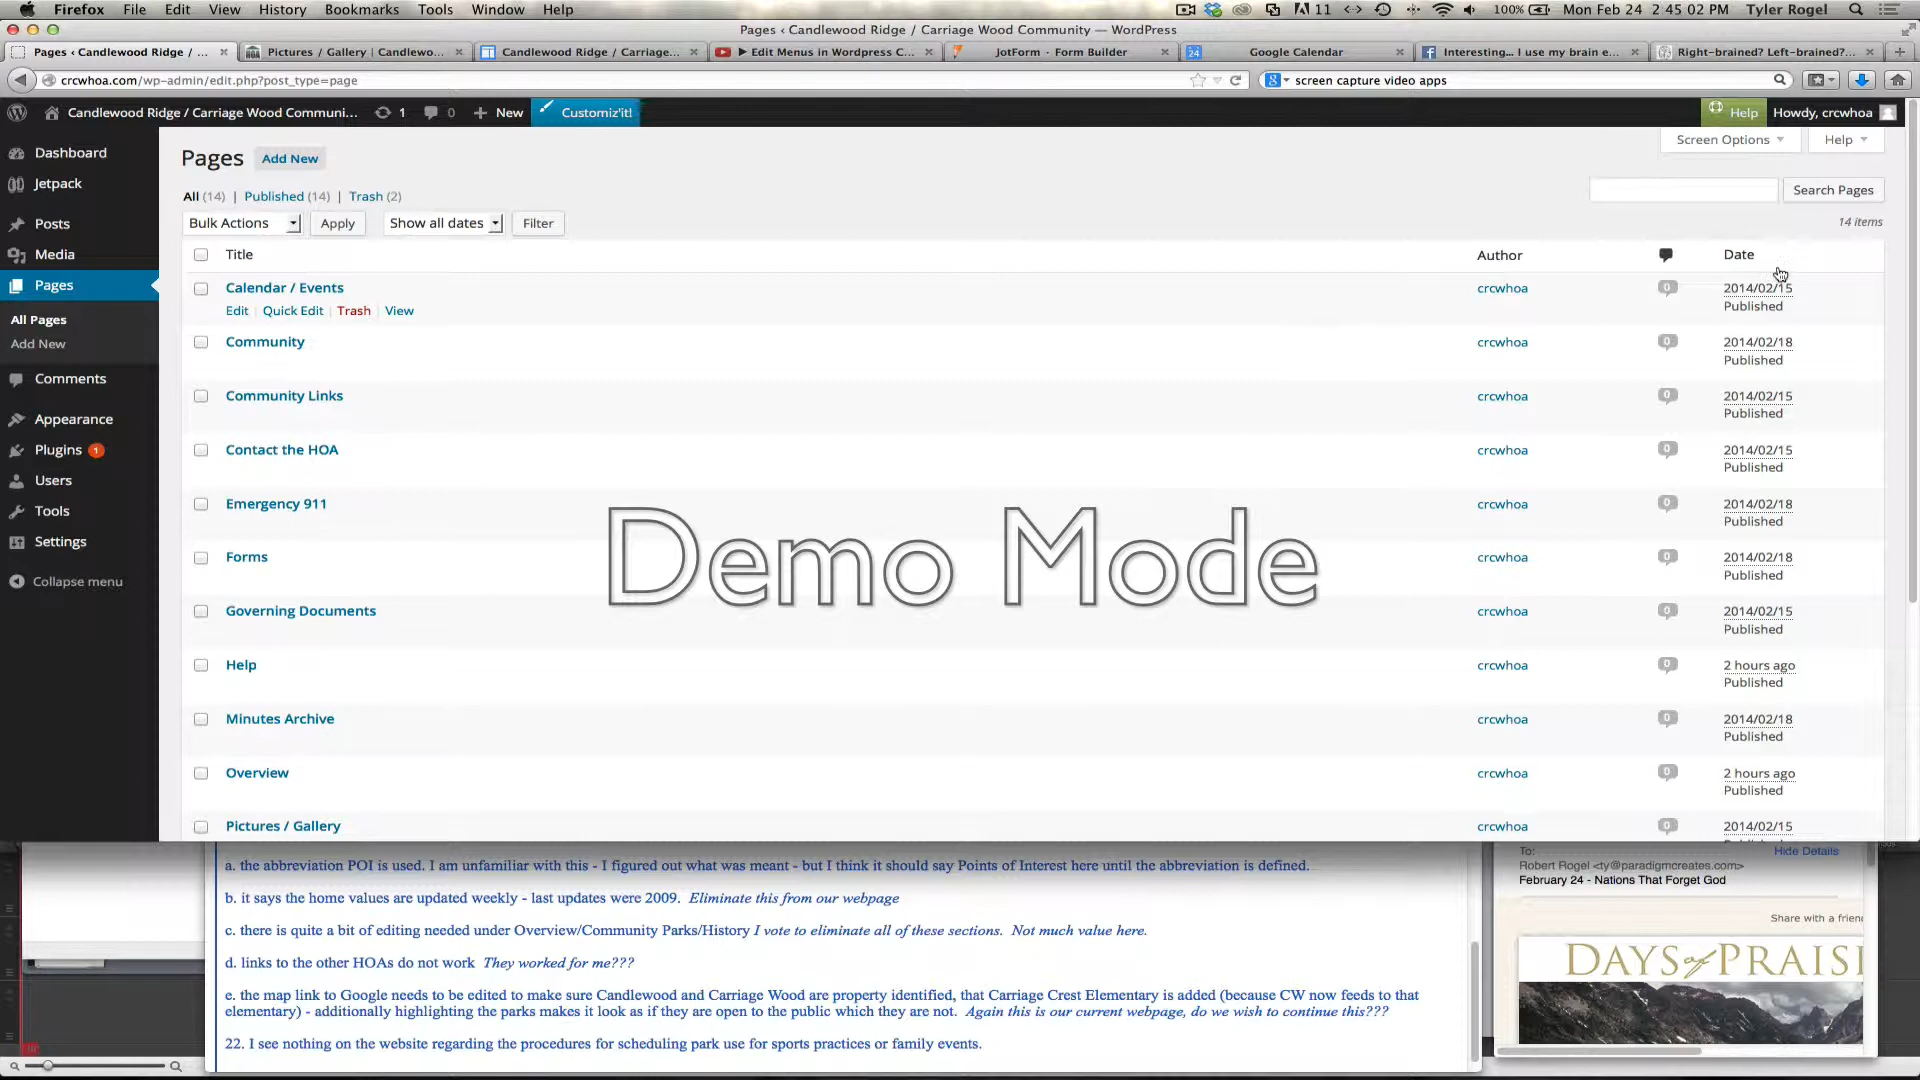 Firefox File Edit View History Bookmarks Tools Window Help 11 100% Mon Feb 24 2:45:02 PM Tyler Rogel
Pages ‹ Candlewood Ridge / Carriage Wood Community — WordPress
Pages ‹ Candlewood Ridge / ... Pictures / Gallery | Candlewo... Candlewood Ridge / Carriage... ▶ Edit Menus in Wordpress C... JotForm · Form Builder 24 Google Calendar Interesting... I use my brain e... Right-brained? Left-brained?...
crcwhoa.com/wp-admin/edit.php?post_type=page screen capture video apps
Candlewood Ridge / Carriage Wood Communi... 1 0 + New Customiz'it! Help Howdy, crcwhoa
Screen Options Help
Dashboard
Jetpack
Posts
Media
Pages
All Pages
Add New
Comments
Appearance
Plugins 1
Users
Tools
Settings
Collapse menu
Pages Add New
All (14) | Published (14) | Trash (2)
Search Pages
Bulk Actions Apply Show all dates Filter
14 items
Title Author Date
Calendar / Events crcwhoa 0 2014/02/15
Published
Edit Quick Edit Trash View
Community crcwhoa 0 2014/02/18
Published
Community Links crcwhoa 0 2014/02/15
Published
Contact the HOA crcwhoa 0 2014/02/15
Published
Emergency 911 crcwhoa 0 2014/02/18
Published
Forms crcwhoa 0 2014/02/18
Published
Demo Mode
Governing Documents crcwhoa 0 2014/02/15
Published
Help crcwhoa 0 2 hours ago
Published
Minutes Archive crcwhoa 0 2014/02/18
Published
Overview crcwhoa 0 2 hours ago
Published
Pictures / Gallery crcwhoa 0 2014/02/15
a. the abbreviation POI is used. I am unfamiliar with this - I figured out what was meant - but I think it should say Points of Interest here until the abbreviation is defined.
b. it says the home values are updated weekly - last updates were 2009. Eliminate this from our webpage
c. there is quite a bit of editing needed under Overview/Community Parks/History I vote to eliminate all of these sections. Not much value here.
d. links to the other HOAs do not work They worked for me???
e. the map link to Google needs to be edited to make sure Candlewood and Carriage Wood are property identified, that Carriage Crest Elementary is added (because CW now feeds to that
elementary) - additionally highlighting the parks makes it look as if they are open to the public which they are not. Again this is our current webpage, do we wish to continue this???
22. I see nothing on the website regarding the procedures for scheduling park use for sports practices or family events.
To: Hide Details
Robert Rogel <ty@paradigmcreates.com>
February 24 - Nations That Forget God
Share with a frien
DAYS of PRAIS